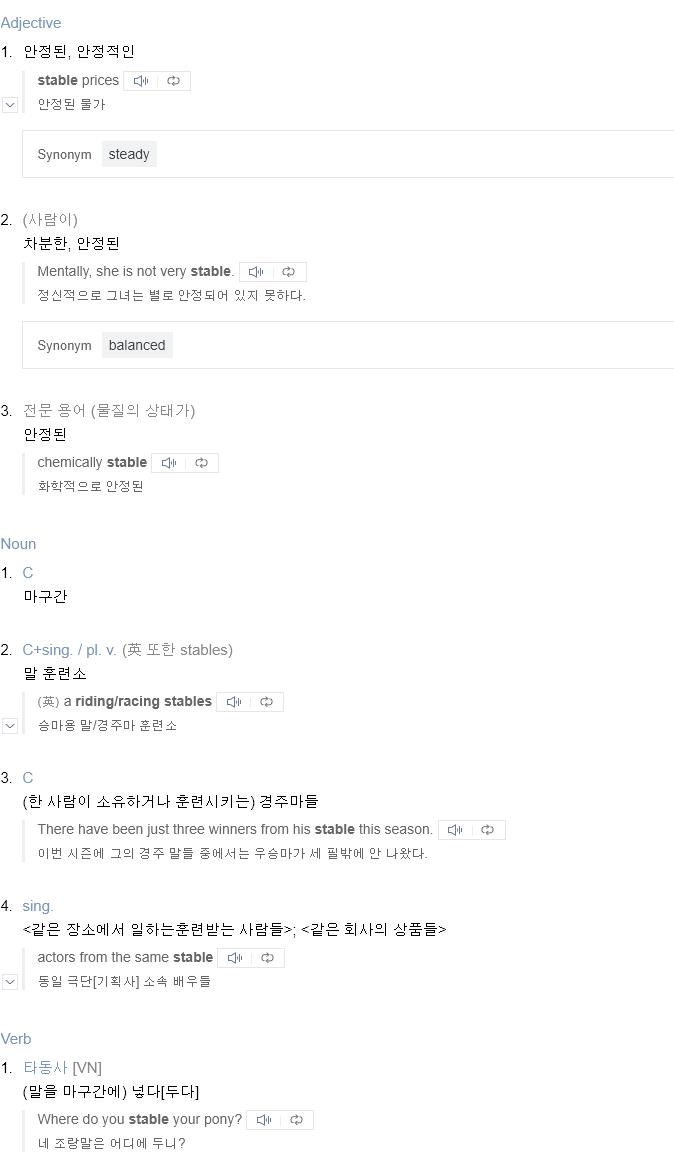 Adjective
1. 안정된, 안정적인
stable prices
안정된 물가
Synonym steady
2. (사람이)
차분한, 안정된
Mentally, she is not very stable.
정신적으로 그녀는 별로 안정되어 있지 못하다.
Synonym balanced
3. 전문 용어 (물질의 상태가)
안정된
chemically stable
화학적으로 안정된
Noun
1. C
마구간
2. C+sing. / pl. v. (英 또한 stables)
말 훈련소
(英) a riding/racing stables
승마용 말/경주마 훈련소
3. C
(한 사람이 소유하거나 훈련시키는) 경주마들
There have been just three winners from his stable this season.
이번 시즌에 그의 경주 말들 중에서는 우승마가 세 필밖에 안 나왔다.
4. sing.
<같은 장소에서 일하는훈련받는 사람들>; <같은 회사의 상품들>
actors from the same stable
동일 극단[기획사] 소속 배우들
Verb
1. 타동사 [VN]
(말을 마구간에) 넣다[두다]
Where do you stable your pony?
네 조랑말은 어디에 두니?